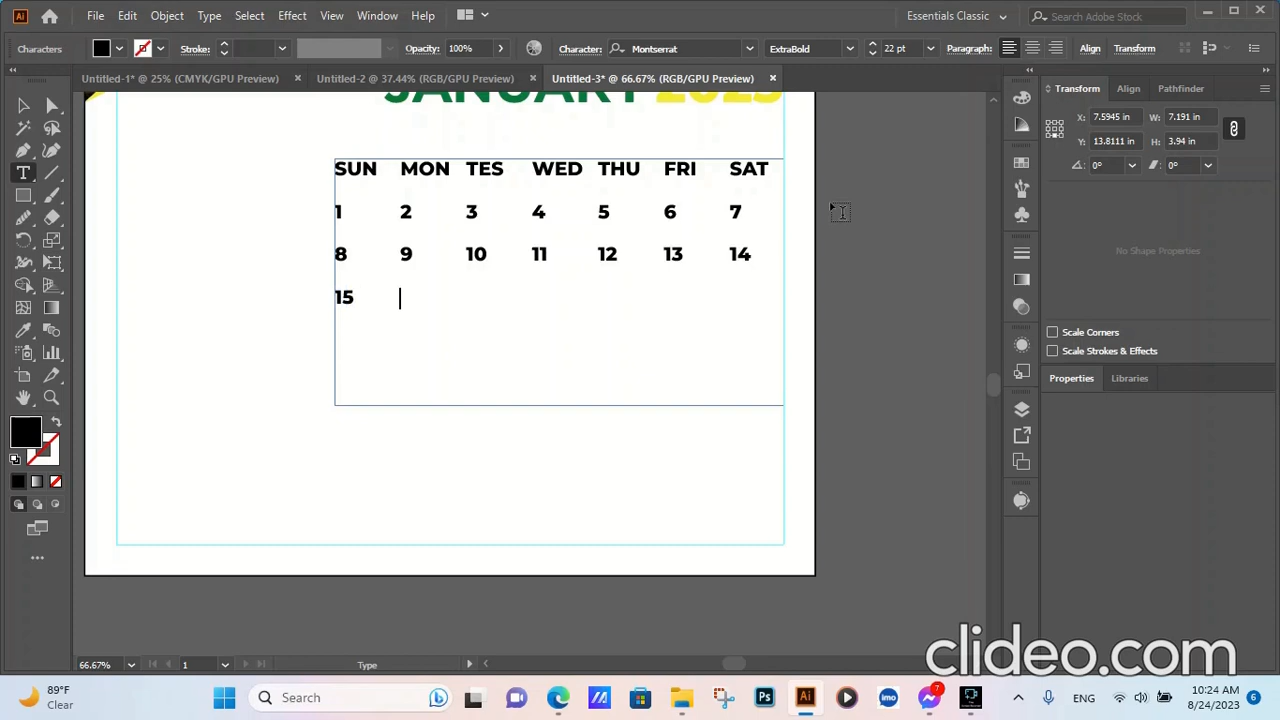 File Edit Object Type Select Effect View Window Help Essentials Classic Search Adobe Stock
Characters Stroke: Opacity: 100% Character: Montserrat ExtraBold 22 pt Paragraph: Align Transform
Untitled-1* @ 25% (CMYK/GPU Preview) × Untitled-2 @ 37.44% (RGB/GPU Preview) × Untitled-3* @ 66.67% (RGB/GPU Preview) ×
Transform Align Pathfinder
X: 7.5945 in W: 7.191 in
Y: 13.8111 in H: 3.94 in
0° 0°
No Shape Properties
Scale Corners
Scale Strokes & Effects
Properties Libraries
JANUARY 2023
SUN MON TES WED THU FRI SAT
1 2 3 4 5 6 7
8 9 10 11 12 13 14
15
66.67% 1 Type
clideo.com
89°F
Clear
Search
7
ENG
10:24 AM
8/24/2023
6